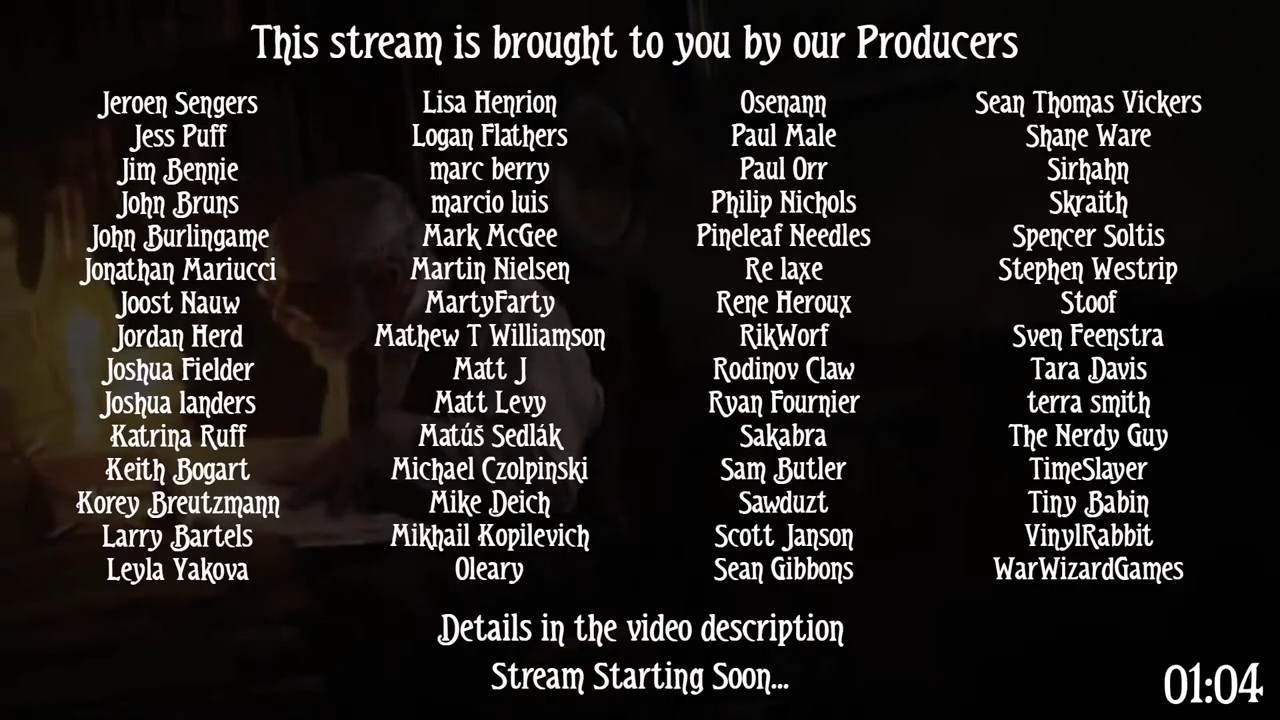 This stream is brought to you by our Producers
Jeroen Sengers
Jess Puff
Jim Bennie
John Bruns
John Burlingame
Jonathan Mariucci
Joost Nauw
Jordan Herd
Joshua Fielder
Joshua landers
Katrina Ruff
Keith Bogart
Korey Breutzmann
Larry Bartels
Leyla Yakova
Lisa Henrion
Logan Flathers
marc berry
marcio luis
Mark McGee
Martin Nielsen
MartyFarty
Mathew T Williamson
Matt J
Matt Levy
Matúš Sedlák
Michael Czolpinski
Mike Deich
Mikhail Kopilevich
Oleary
Osenann
Paul Male
Paul Orr
Philip Nichols
Pineleaf Needles
Re laxe
Rene Heroux
RikWorf
Rodinov Claw
Ryan Fournier
Sakabra
Sam Butler
Sawduzt
Scott Janson
Sean Gibbons
Sean Thomas Vickers
Shane Ware
Sirhahn
Skraith
Spencer Soltis
Stephen Westrip
Stoof
Sven Feenstra
Tara Davis
terra smith
The Nerdy Guy
TimeSlayer
Tiny Babin
VinylRabbit
WarWizardGames
Details in the video description
Stream Starting Soon...
01:04